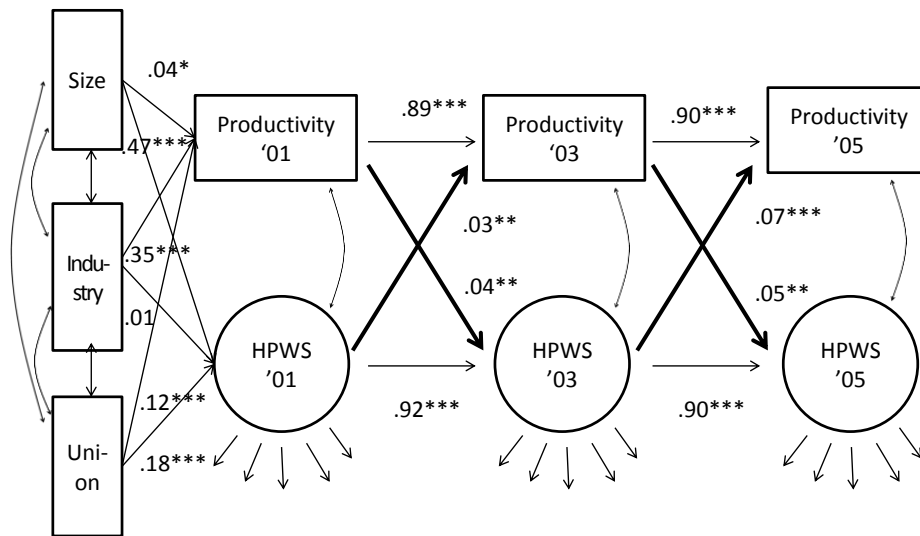 Size
.04*
Productivity
‘01
.89***
Productivity
‘03
.90***
Productivity
’05
.47***
Indu-
stry
.35***
.03**
.07***
.01
.04**
.05**
HPWS
’01
HPWS
’03
HPWS
’05
Uni-
on
.12***
.92***
.90***
.18***